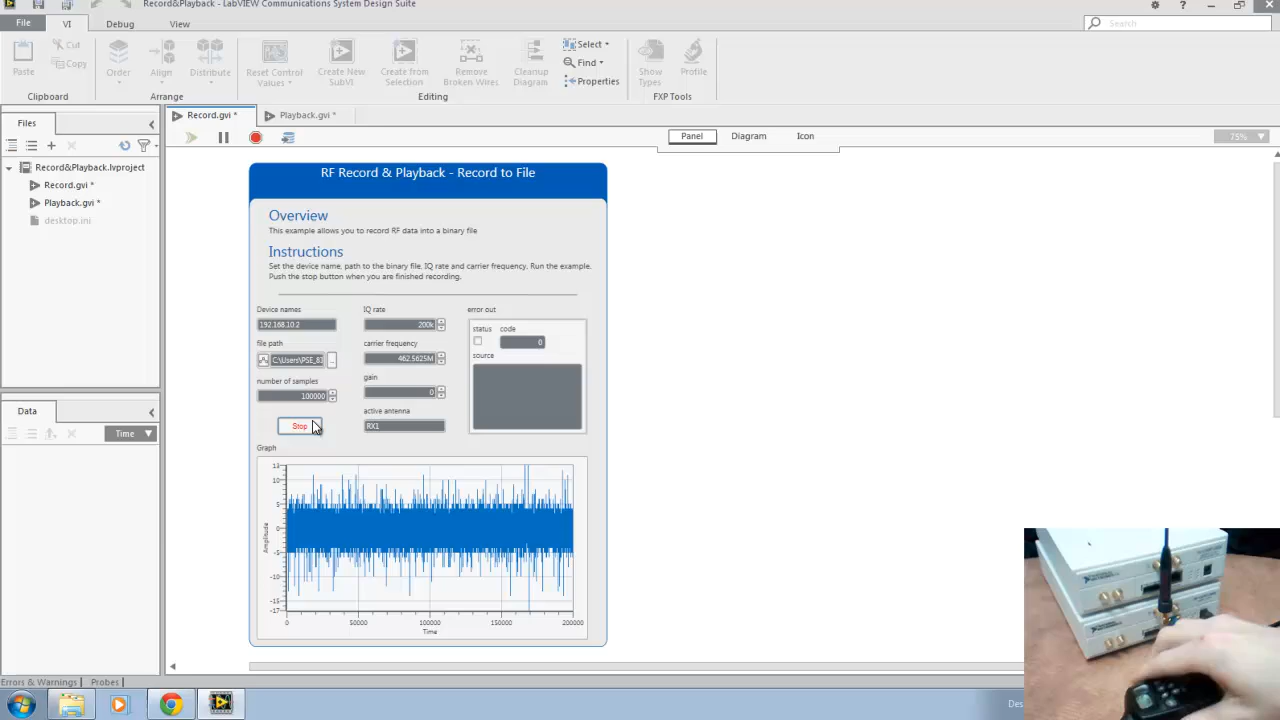 Record&Playback - LabVIEW Communications System Design Suite
File
VI
Debug
View
Search
Paste
Cut
Copy
Clipboard
Order
Align
Distribute
Arrange
Reset Control
Values
Create New
SubVI
Create from
Selection
Remove
Broken Wires
Cleanup
Diagram
Select
Find
Properties
Editing
Show
Types
Profile
FXP Tools
Files
Record.gvi *
Playback.gvi *
Panel
Diagram
Icon
75%
Record&Playback.lvproject
Record.gvi *
Playback.gvi *
desktop.ini
Data
Time
RF Record & Playback - Record to File
Overview
This example allows you to record RF data into a binary file
Instructions
Set the device name, path to the binary file, IQ rate and carrier frequency. Run the example.
Push the stop button when you are finished recording.
Device names
192.168.10.2
IQ rate
200k
error out
status
code
0
source
file path
C:\Users\PSE_81
carrier frequency
462.5625M
number of samples
100000
gain
0
active antenna
RX1
Stop
Graph
Amplitude
13
10
5
0
-5
-10
-15
-17
0
50000
100000
150000
200000
Time
Errors & Warnings
Probes
Des